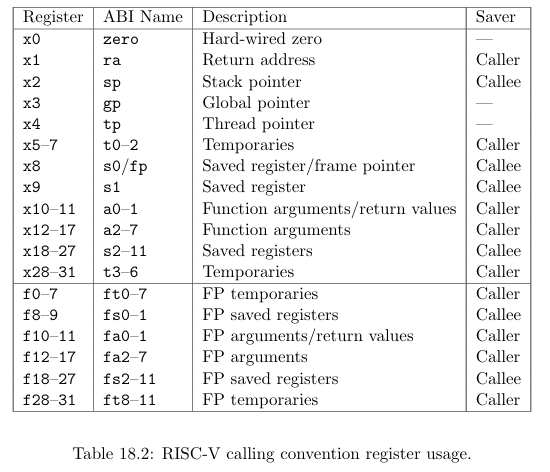 Register ABI Name Description Saver
x0 zero Hard-wired zero —
x1 ra Return address Caller
x2 sp Stack pointer Callee
x3 gp Global pointer —
x4 tp Thread pointer —
x5–7 t0–2 Temporaries Caller
x8 s0/fp Saved register/frame pointer Callee
x9 s1 Saved register Callee
x10–11 a0–1 Function arguments/return values Caller
x12–17 a2–7 Function arguments Caller
x18–27 s2–11 Saved registers Callee
x28–31 t3–6 Temporaries Caller
f0–7 ft0–7 FP temporaries Caller
f8–9 fs0–1 FP saved registers Callee
f10–11 fa0–1 FP arguments/return values Caller
f12–17 fa2–7 FP arguments Caller
f18–27 fs2–11 FP saved registers Callee
f28–31 ft8–11 FP temporaries Caller
Table 18.2: RISC-V calling convention register usage.